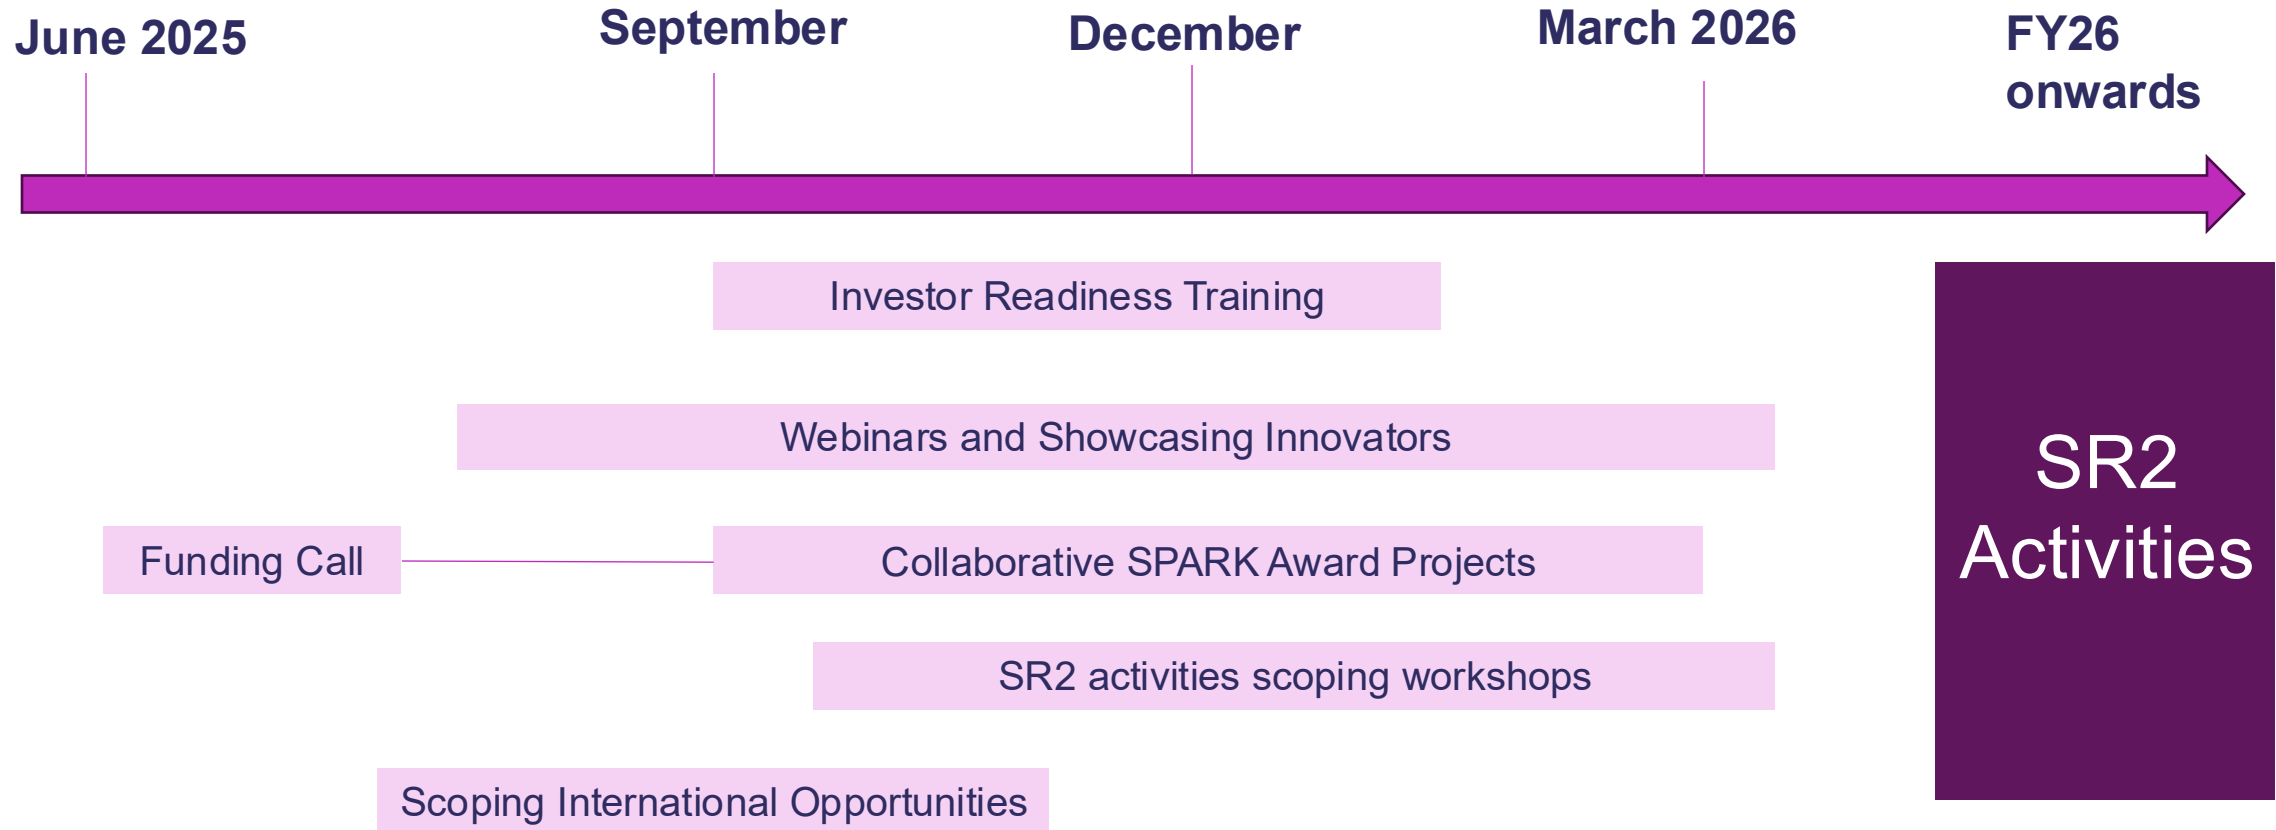 June 2025
September
December
March 2026
FY26
onwards
Investor Readiness Training
Webinars and Showcasing Innovators
Funding Call
Collaborative SPARK Award Projects
SR2 activities scoping workshops
Scoping International Opportunities
SR2
Activities